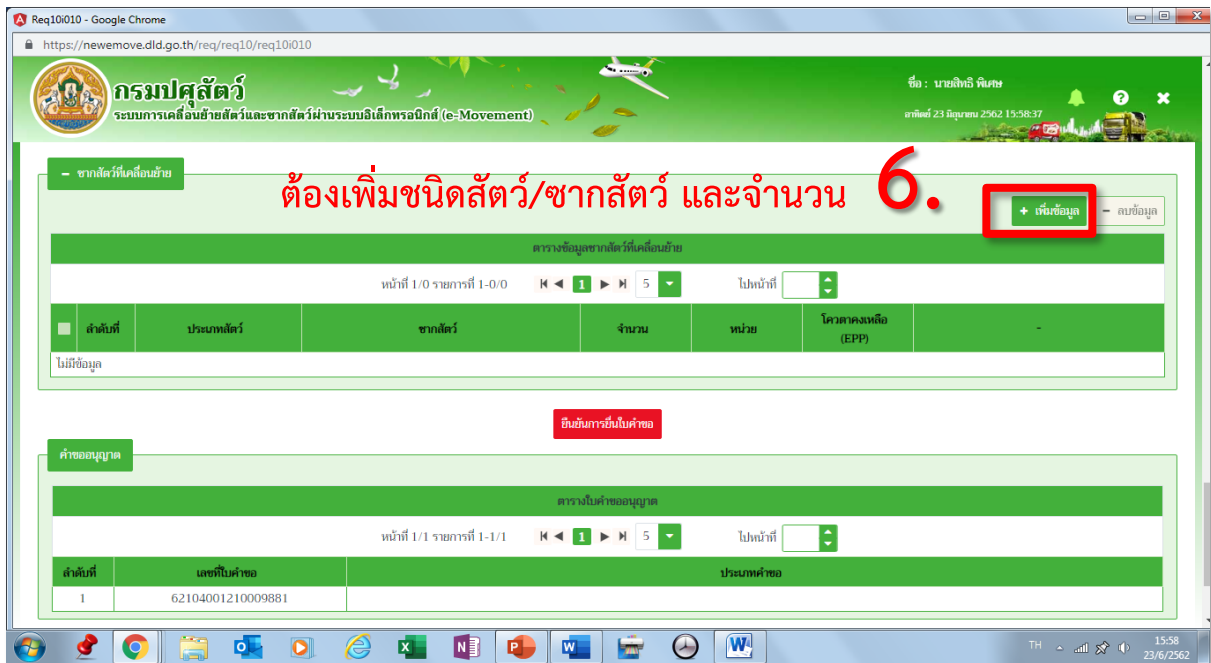 Req10i010 - Google Chrome
https://newemove.dld.go.th/req/req10/req10i010
กรมปศุสัตว์
ระบบการเคลื่อนย้ายสัตว์และซากสัตว์ผ่านระบบอิเล็กทรอนิกส์ (e-Movement)
ชื่อ : นายสิทธิ พิเศษ
อาทิตย์ 23 มิถุนายน 2562 15:58:37
– ซากสัตว์ที่เคลื่อนย้าย
ต้องเพิ่มชนิดสัตว์/ซากสัตว์ และจำนวน 6.
+ เพิ่มข้อมูล – ลบข้อมูล
ตารางข้อมูลซากสัตว์ที่เคลื่อนย้าย
หน้าที่ 1/0 รายการที่ 1-0/0 1 5 ไปหน้าที่
ลำดับที่ ประเภทสัตว์ ซากสัตว์ จำนวน หน่วย โควตาคงเหลือ (EPP) -
ไม่มีข้อมูล
ยืนยันการยื่นใบคำขอ
คำขออนุญาต
ตารางใบคำขออนุญาต
หน้าที่ 1/1 รายการที่ 1-1/1 1 5 ไปหน้าที่
ลำดับที่ เลขที่ใบคำขอ ประเภทคำขอ
1 62104001210009881
TH 15:58
23/6/2562